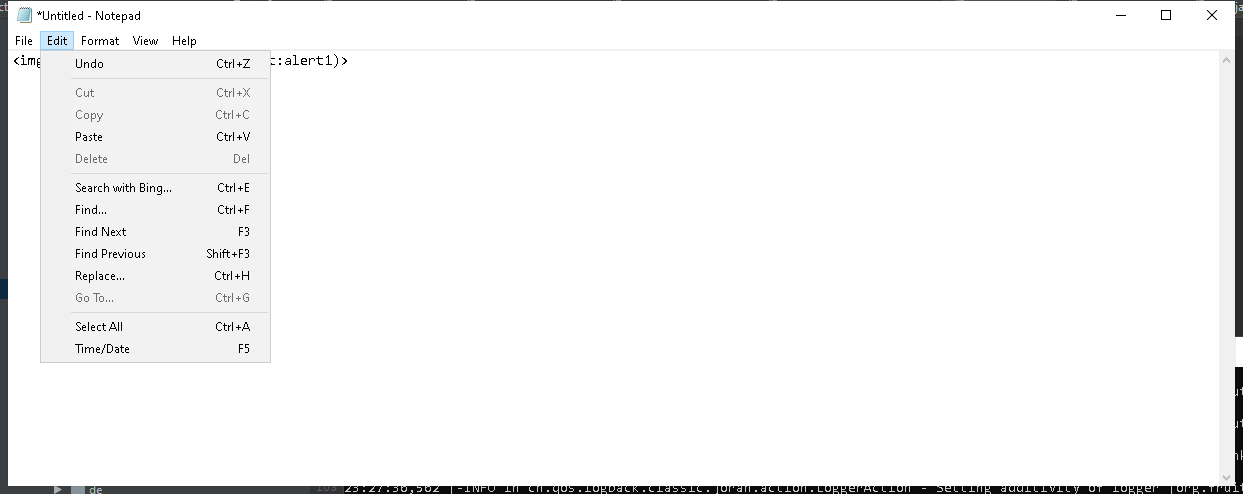 *Untitled - Notepad
File Edit Format View Help
<img t:alert1)>
Undo Ctrl+Z
Cut Ctrl+X
Copy Ctrl+C
Paste Ctrl+V
Delete Del
Search with Bing... Ctrl+E
Find... Ctrl+F
Find Next F3
Find Previous Shift+F3
Replace... Ctrl+H
Go To... Ctrl+G
Select All Ctrl+A
Time/Date F5
de 23:27:36,562 |-INFO in ch.qos.logback.classic.joran.action.LoggerAction - Setting additivity of logger